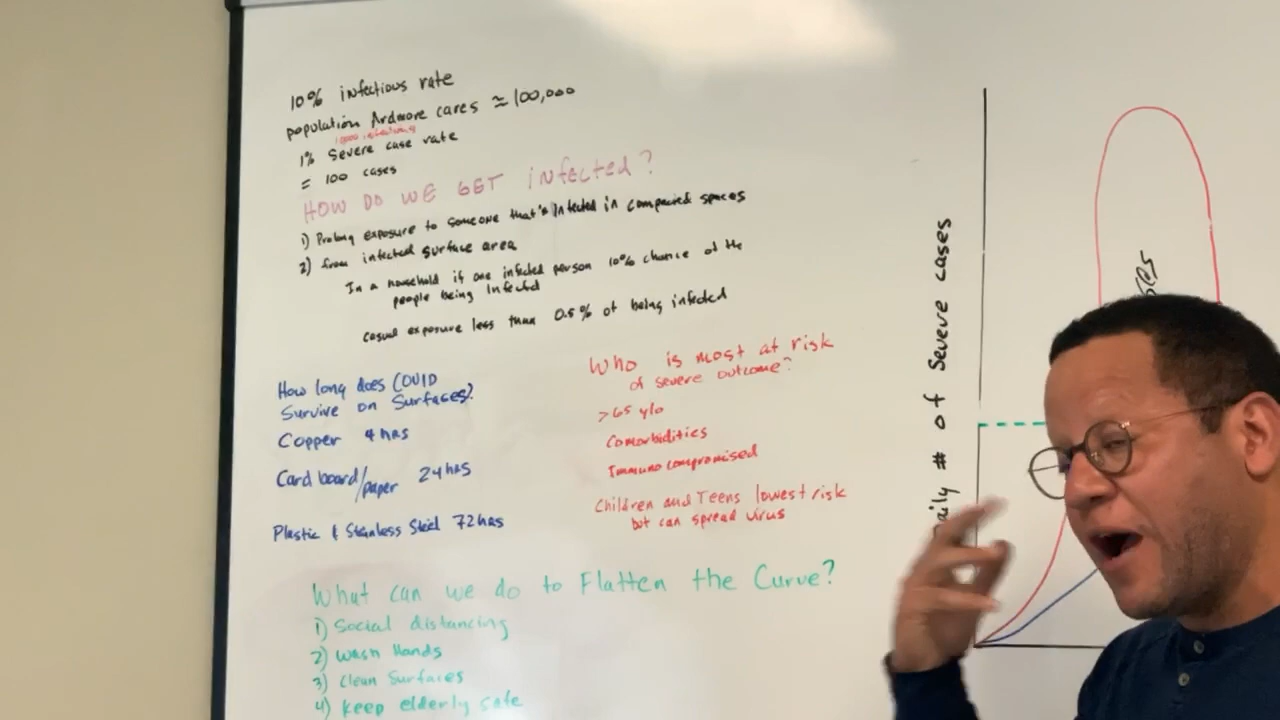 10% infectious rate
population Ardmore cares ≈ 100,000
1% Severe case rate
= 100 cases
HOW DO WE GET infected?
1) Prolong exposure to someone that's infected in compacted spaces
2) from infected surface area
In a household if one infected person 10% chance of the
people being infected
casual exposure less than 0.5% of being infected
How long does COVID
Survive on Surfaces?
Copper 4 hrs
Card board/paper 24 hrs
Plastic & Stainless Steel 72 hrs
Who is most at risk
of severe outcome?
>65 y/o
Comorbidities
Immuno compromised
Children and Teens lowest risk
but can spread virus
What can we do to Flatten the Curve?
1) Social distancing
2) Wash Hands
3) Clean Surfaces
4) Keep elderly safe
# of Severe cases